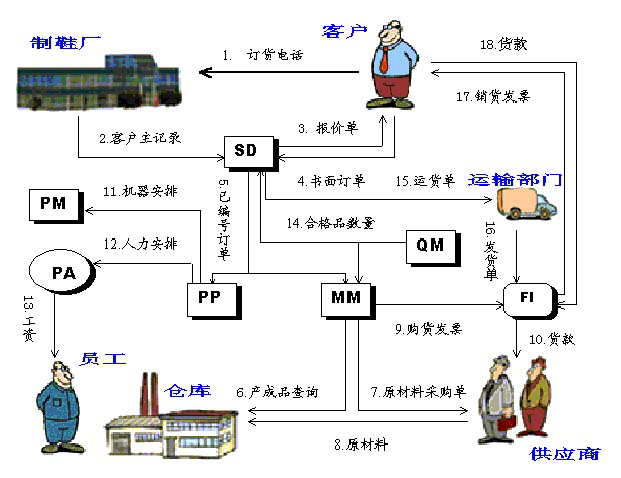 客户
制鞋厂
1. 订货电话
18.货款
17.销货发票
2.客户主记录
3. 报价单
SD
4.书面订单
15.运货单
运输部门
5.已编号订单
PM
11.机器安排
14.合格品数量
16.发货单
12.人力安排
QM
PA
PP
MM
FI
13.工资
9.购货发票
10.货款
员工
仓库
6.产成品查询
7.原材料采购单
8.原材料
供应商